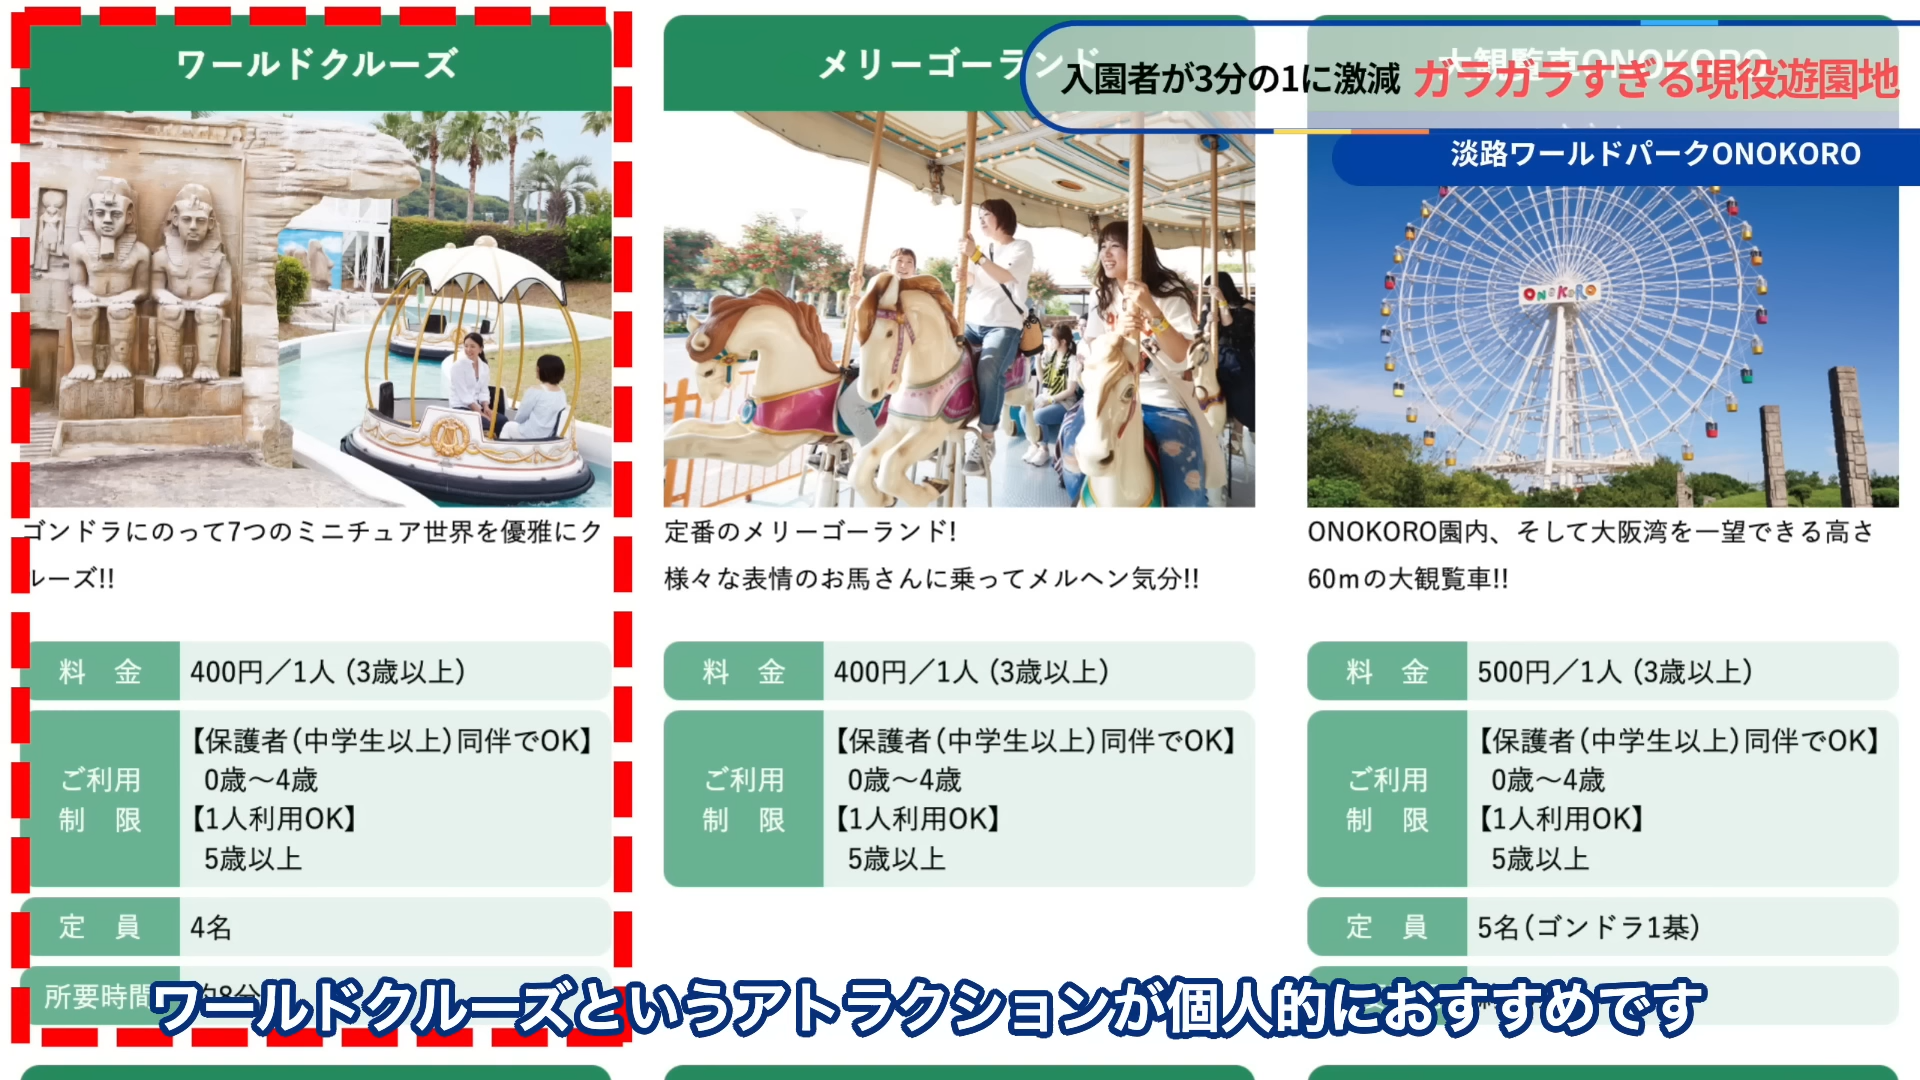 ワールドクルーズ
ゴンドラにのって7つのミニチュア世界を優雅にク
ルーズ!!
料 金 400円／1人 (3歳以上)
ご利用
制 限
【保護者(中学生以上)同伴でOK】
0歳～4歳
【1人利用OK】
5歳以上
定 員 4名
所要時間 約8分
メリーゴーランド
定番のメリーゴーランド!
様々な表情のお馬さんに乗ってメルヘン気分!!
料 金 400円／1人 (3歳以上)
ご利用
制 限
【保護者(中学生以上)同伴でOK】
0歳～4歳
【1人利用OK】
5歳以上
大観覧車ONOKORO
ONOKORO
ONOKORO園内、そして大阪湾を一望できる高さ
60mの大観覧車!!
料 金 500円／1人 (3歳以上)
ご利用
制 限
【保護者(中学生以上)同伴でOK】
0歳～4歳
【1人利用OK】
5歳以上
定 員 5名(ゴンドラ1基)
入園者が3分の1に激減 ガラガラすぎる現役遊園地
淡路ワールドパークONOKORO
ワールドクルーズというアトラクションが個人的におすすめです